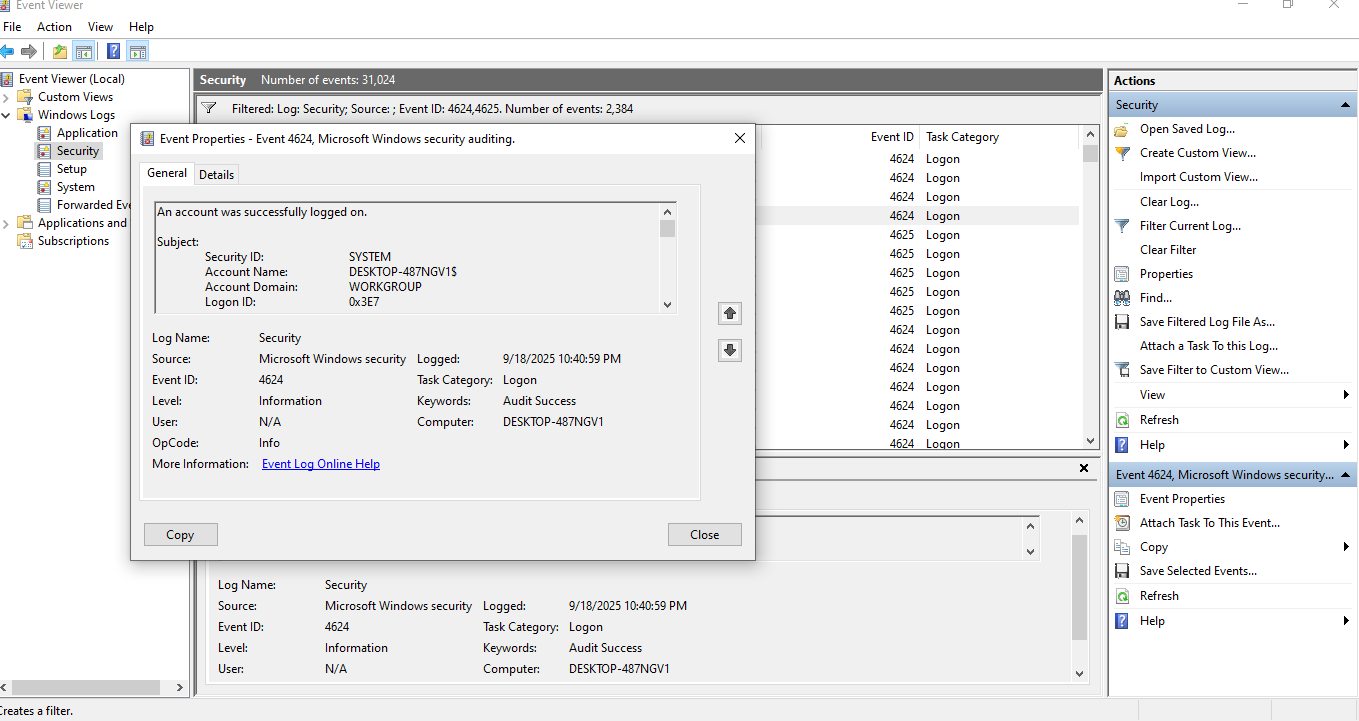 Event Viewer
File Action View Help
Event Viewer (Local)
Custom Views
Windows Logs
Application
Security
Setup
System
Forwarded Eve
Applications and
Subscriptions
Security Number of events: 31,024
Filtered: Log: Security; Source: ; Event ID: 4624,4625. Number of events: 2,384
Event ID Task Category
4624 Logon
4624 Logon
4624 Logon
4624 Logon
4625 Logon
4625 Logon
4625 Logon
4625 Logon
4625 Logon
4624 Logon
4624 Logon
4624 Logon
4624 Logon
4624 Logon
4624 Logon
4624 Logon
Event Properties - Event 4624, Microsoft Windows security auditing.
General Details
An account was successfully logged on.
Subject:
Security ID: SYSTEM
Account Name: DESKTOP-487NGV1$
Account Domain: WORKGROUP
Logon ID: 0x3E7
Log Name: Security
Source: Microsoft Windows security Logged: 9/18/2025 10:40:59 PM
Event ID: 4624 Task Category: Logon
Level: Information Keywords: Audit Success
User: N/A Computer: DESKTOP-487NGV1
OpCode: Info
More Information: Event Log Online Help
Copy Close
Log Name: Security
Source: Microsoft Windows security Logged: 9/18/2025 10:40:59 PM
Event ID: 4624 Task Category: Logon
Level: Information Keywords: Audit Success
User: N/A Computer: DESKTOP-487NGV1
Actions
Security
Open Saved Log...
Create Custom View...
Import Custom View...
Clear Log...
Filter Current Log...
Clear Filter
Properties
Find...
Save Filtered Log File As...
Attach a Task To this Log...
Save Filter to Custom View...
View
Refresh
Help
Event 4624, Microsoft Windows security...
Event Properties
Attach Task To This Event...
Copy
Save Selected Events...
Refresh
Help
Creates a filter.